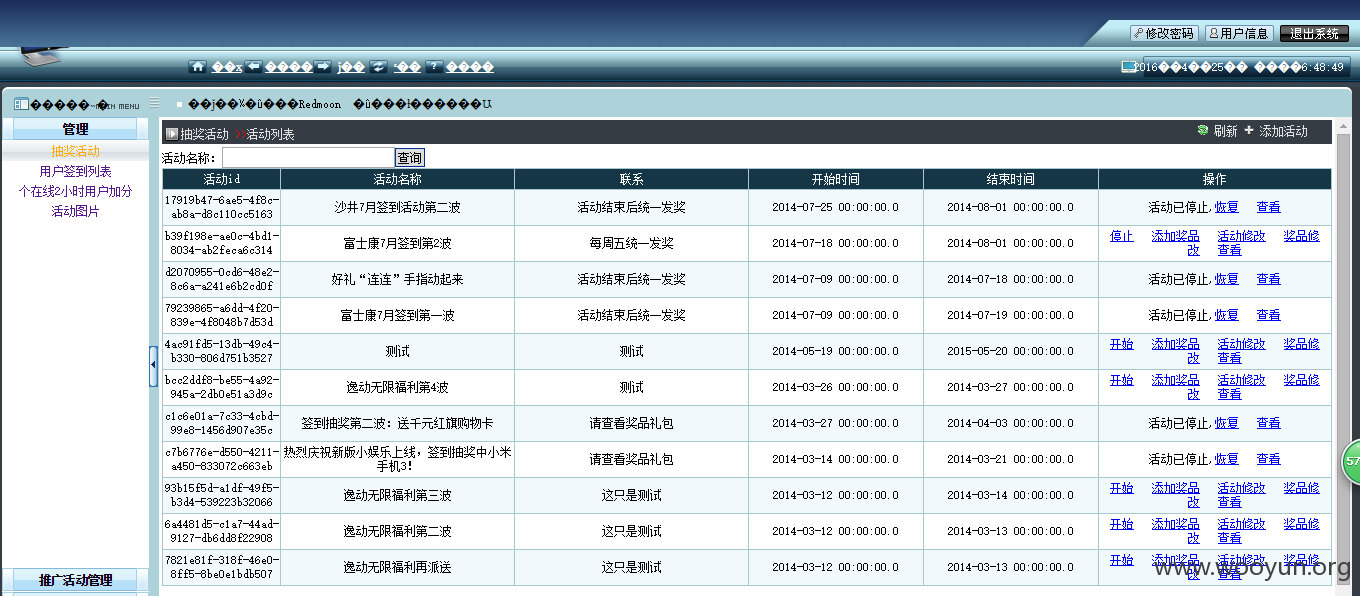 修改密码 用户信息 退出系统
管理
MAIN MENU
抽奖活动
用户签到列表
个在线2小时用户加分
活动图片
推广活动管理
抽奖活动 >>活动列表 刷新 添加活动
活动名称: 查询
活动id 活动名称 联系 开始时间 结束时间 操作
17919b47-6ae5-4f8c-ab8a-d8c110cc5163 沙井7月签到活动第二波 活动结束后统一发奖 2014-07-25 00:00:00.0 2014-08-01 00:00:00.0 活动已停止,恢复 查看
b39f198e-ae0c-4bd1-8034-ab2feca6c314 富士康7月签到第2波 每周五统一发奖 2014-07-18 00:00:00.0 2014-08-01 00:00:00.0 停止 添加奖品 活动修改 奖品修改 查看
d2070955-0cd6-48e2-8c6a-a241e6b2cd0f 好礼“连连”手指动起来 活动结束后统一发奖 2014-07-09 00:00:00.0 2014-07-18 00:00:00.0 活动已停止,恢复 查看
79239865-a6dd-4f20-839e-4f8048b7d53d 富士康7月签到第一波 活动结束后统一发奖 2014-07-09 00:00:00.0 2014-07-19 00:00:00.0 活动已停止,恢复 查看
4ac91fd5-13db-49c4-b330-806d751b3527 测试 测试 2014-05-19 00:00:00.0 2015-05-20 00:00:00.0 开始 添加奖品 活动修改 奖品修改 查看
bcc2ddf8-be55-4a92-945a-2db0e51a3d9c 逸动无限福利第4波 测试 2014-03-26 00:00:00.0 2014-03-27 00:00:00.0 开始 添加奖品 活动修改 奖品修改 查看
c1c6e01a-7c33-4cbd-99e8-1456d907e35c 签到抽奖第二波：送千元红旗购物卡 请查看奖品礼包 2014-03-27 00:00:00.0 2014-04-03 00:00:00.0 活动已停止,恢复 查看
c7b6776e-d550-4211-a450-833072c663eb 热烈庆祝新版小娱乐上线，签到抽奖中小米手机3! 请查看奖品礼包 2014-03-14 00:00:00.0 2014-03-21 00:00:00.0 活动已停止,恢复 查看
93b15f5d-a1df-49f5-b3d4-539223b32066 逸动无限福利第三波 这只是测试 2014-03-12 00:00:00.0 2014-03-14 00:00:00.0 开始 添加奖品 活动修改 奖品修改 查看
6a4481d5-c1a7-44ad-9127-db6dd8f22908 逸动无限福利第二波 这只是测试 2014-03-12 00:00:00.0 2014-03-13 00:00:00.0 开始 添加奖品 活动修改 奖品修改 查看
7821e81f-318f-46e0-8ff5-8be0e1bdb507 逸动无限福利再派送 这只是测试 2014-03-12 00:00:00.0 2014-03-13 00:00:00.0 开始 添加奖品 活动修改 奖品修改 查看
57
www.wooyun.org